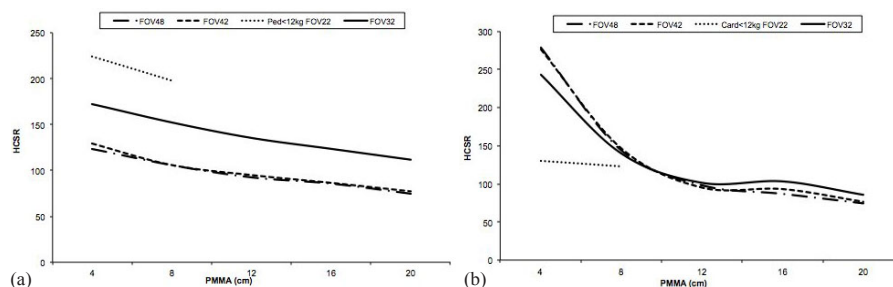 FOV48 FOV42 Ped<12kg FOV22 FOV32
250
200
150
100
50
0
HCSR
4 8 12 16 20
PMMA (cm)
(a)
FOV48 FOV42 Card<12kg FOV22 FOV32
300
250
200
150
100
50
0
HCSR
4 8 12 16 20
PMMA (cm)
(b)